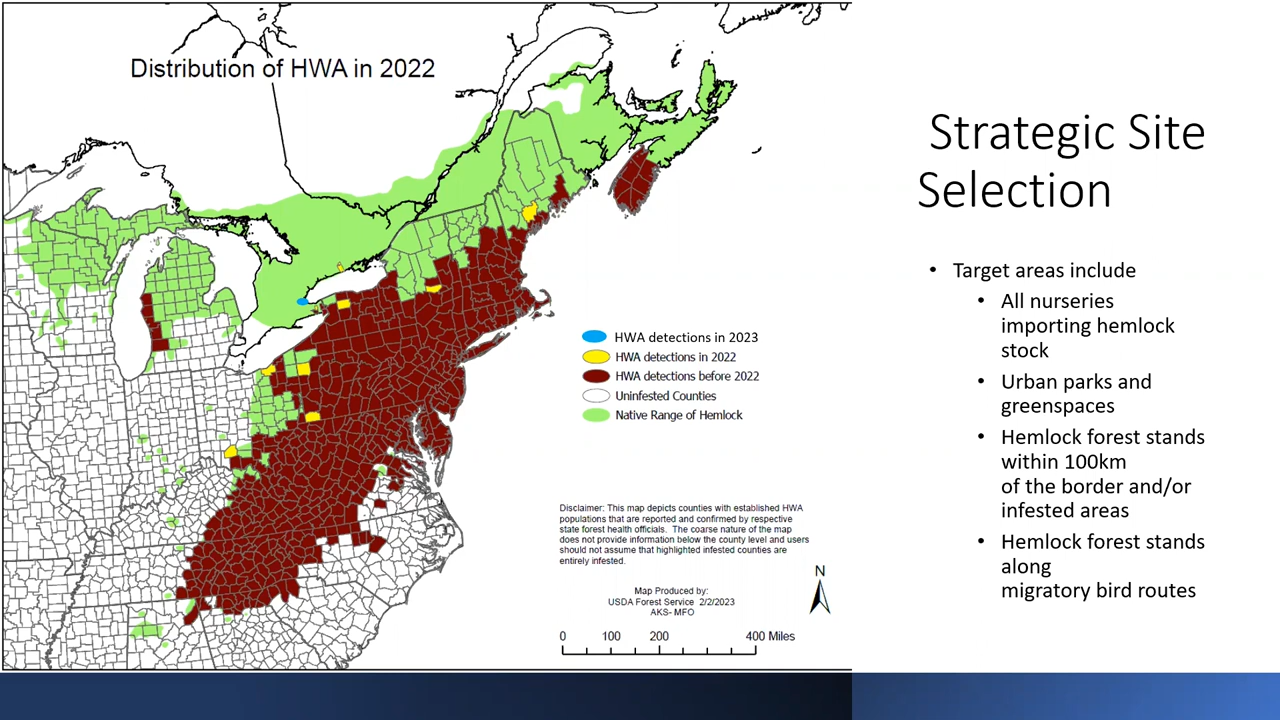 Distribution of HWA in 2022
HWA detections in 2023
HWA detections in 2022
HWA detections before 2022
Uninfested Counties
Native Range of Hemlock
Disclaimer: This map depicts counties with established HWA
populations that are reported and confirmed by respective
state forest health officials. The coarse nature of the map
does not provide information below the county level and users
should not assume that highlighted infested counties are
entirely infested.
Map Produced by:
USDA Forest Service 2/2/2023
AKS- MFO
N
0 100 200 400 Miles
Strategic Site
Selection
• Target areas include
• All nurseries
importing hemlock
stock
• Urban parks and
greenspaces
• Hemlock forest stands
within 100km
of the border and/or
infested areas
• Hemlock forest stands
along
migratory bird routes